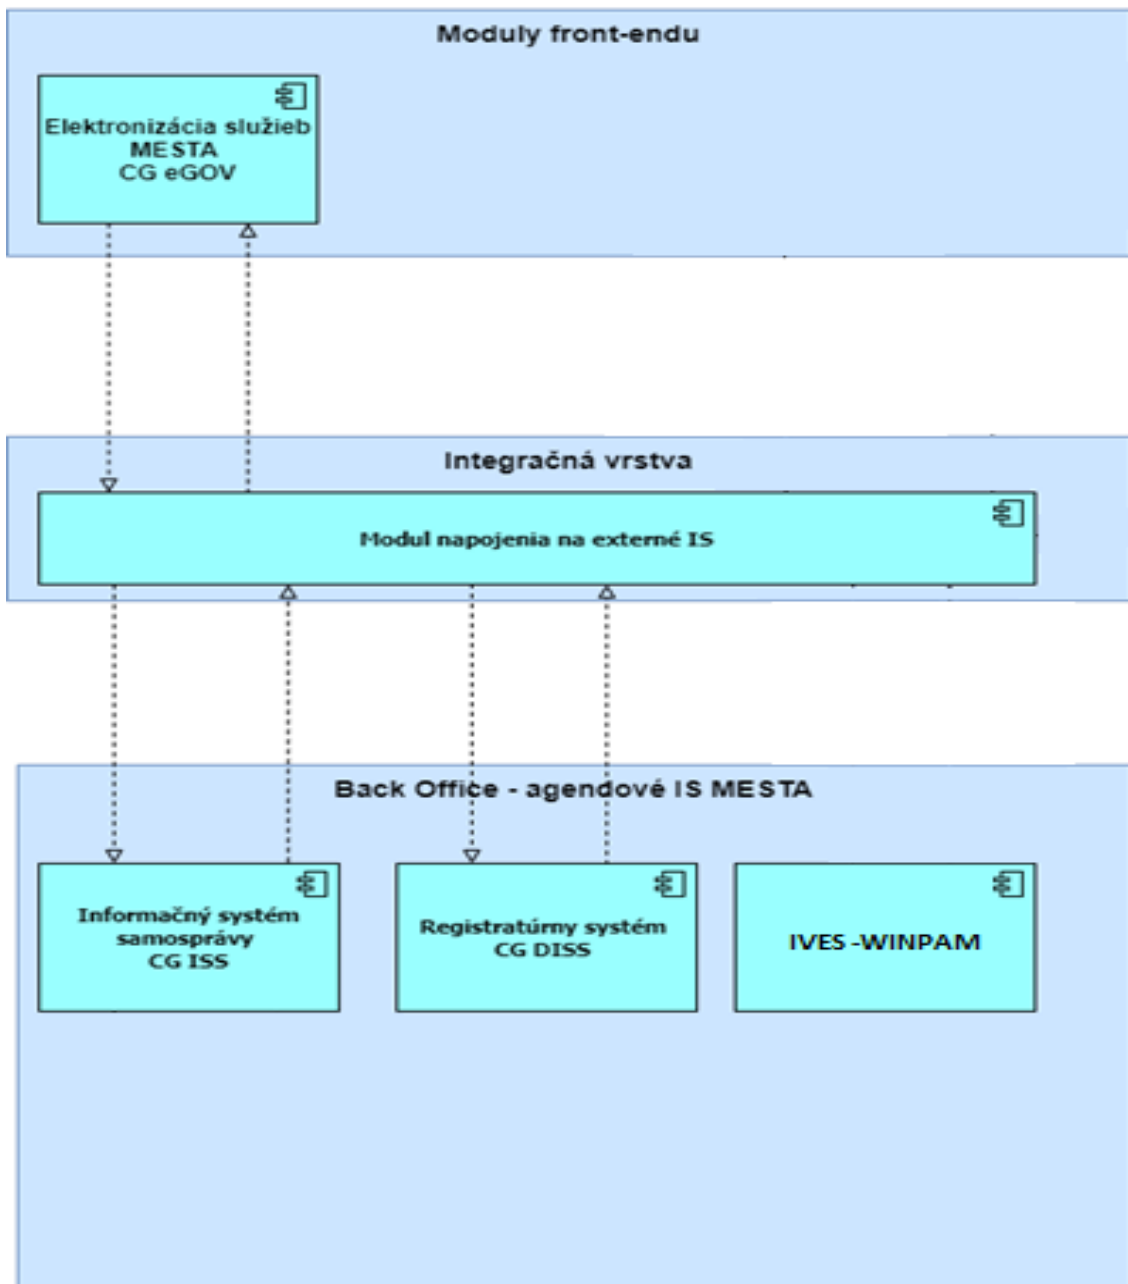 Moduly front-endu
Elektronizácia služieb
MESTA
CG eGOV
Integračná vrstva
Modul napojenia na externé IS
Back Office - agendové IS MESTA
Informačný systém
samosprávy
CG ISS
Registratúrny systém
CG DISS
IVES -WINPAM